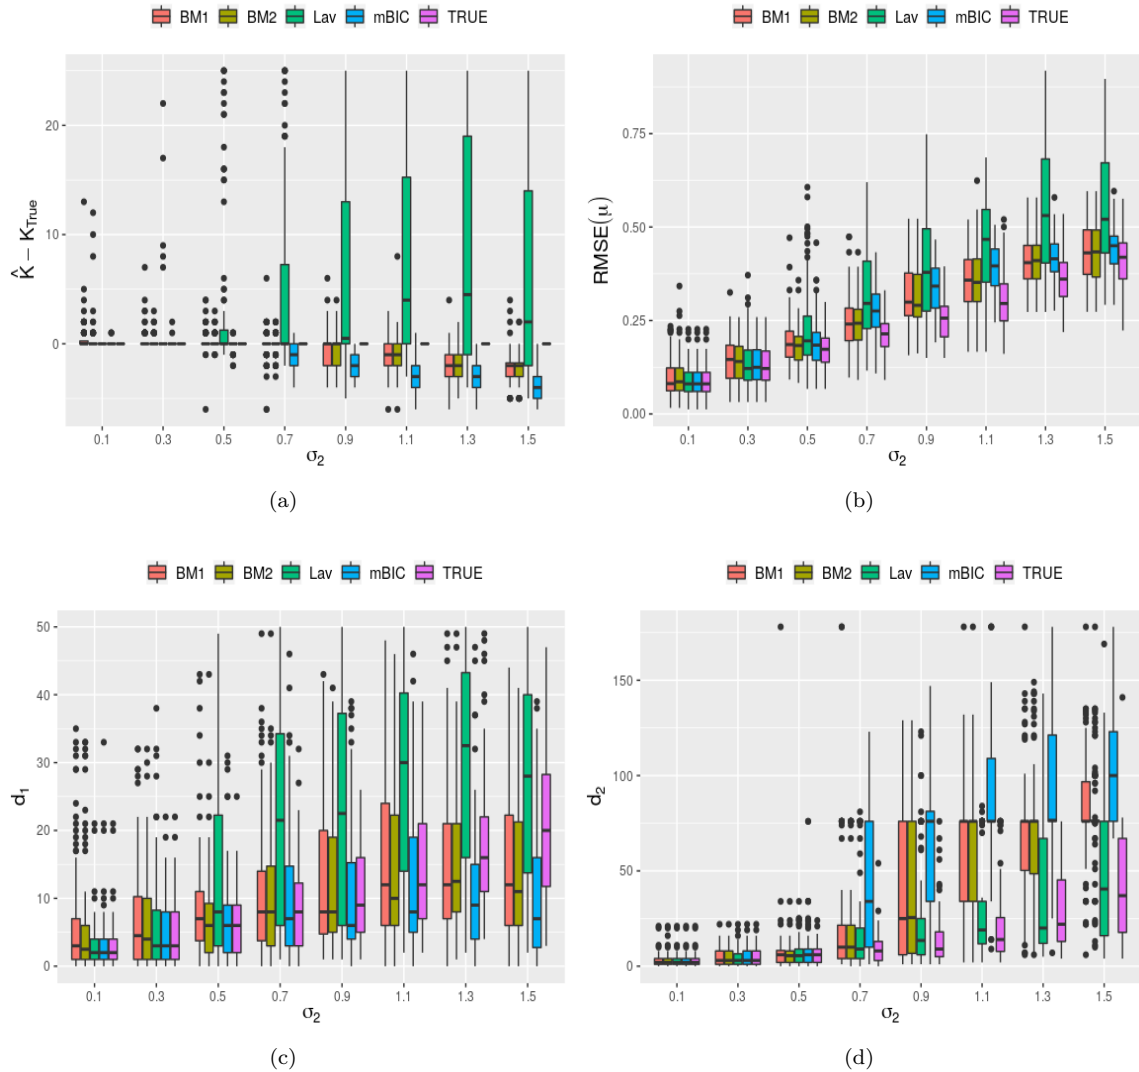 BM1 BM2 Lav mBIC TRUE
K̂ − K_True
20
10
0
0.1 0.3 0.5 0.7 0.9 1.1 1.3 1.5
σ₂
(a)
BM1 BM2 Lav mBIC TRUE
RMSE(μ)
0.75
0.50
0.25
0.00
0.1 0.3 0.5 0.7 0.9 1.1 1.3 1.5
σ₂
(b)
BM1 BM2 Lav mBIC TRUE
d₁
50
40
30
20
10
0
0.1 0.3 0.5 0.7 0.9 1.1 1.3 1.5
σ₂
(c)
BM1 BM2 Lav mBIC TRUE
d₂
150
100
50
0
0.1 0.3 0.5 0.7 0.9 1.1 1.3 1.5
σ₂
(d)